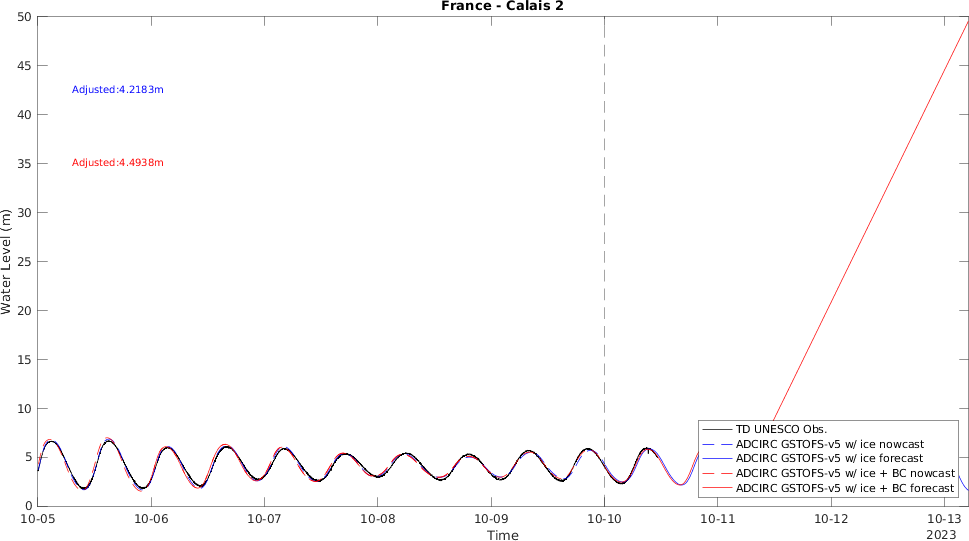 France - Calais 2
50
45
40
35
30
25
20
15
10
5
0
Water Level (m)
Adjusted:4.2183m
Adjusted:4.4938m
TD UNESCO Obs.
ADCIRC GSTOFS-v5 w/ ice nowcast
ADCIRC GSTOFS-v5 w/ ice forecast
ADCIRC GSTOFS-v5 w/ ice + BC nowcast
ADCIRC GSTOFS-v5 w/ ice + BC forecast
10-05 10-06 10-07 10-08 10-09 10-10 10-11 10-12 10-13
Time
2023